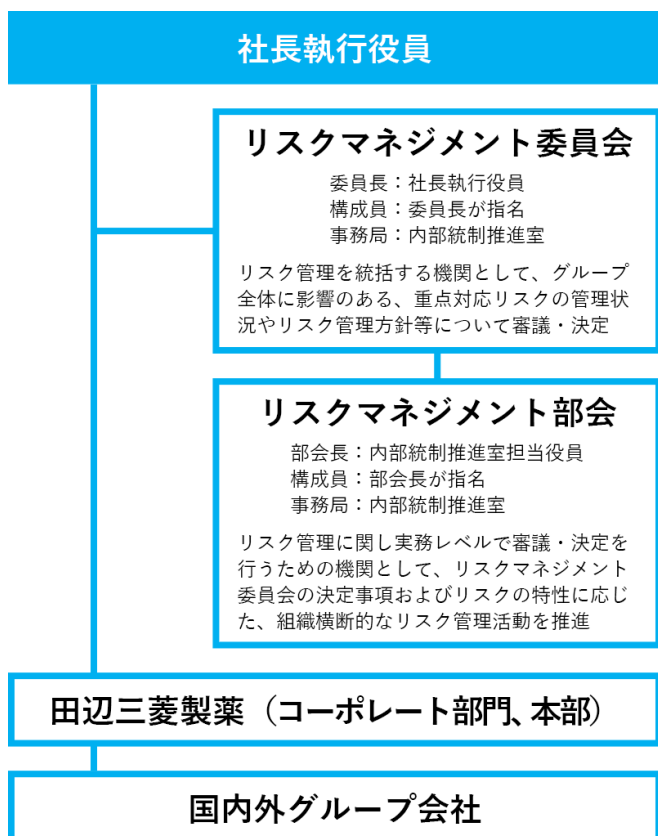 社長執行役員
リスクマネジメント委員会
委員長：社長執行役員
構成員：委員長が指名
事務局：内部統制推進室
リスク管理を統括する機関として、グループ
全体に影響のある、重点対応リスクの管理状
況やリスク管理方針等について審議・決定
リスクマネジメント部会
部会長：内部統制推進室担当役員
構成員：部会長が指名
事務局：内部統制推進室
リスク管理に関し実務レベルで審議・決定を
行うための機関として、リスクマネジメント
委員会の決定事項およびリスクの特性に応じ
た、組織横断的なリスク管理活動を推進
田辺三菱製薬（コーポレート部門、本部）
国内外グループ会社